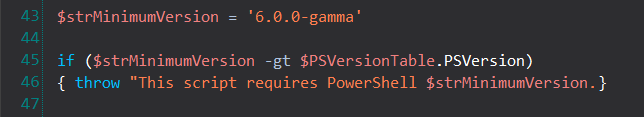 43 $strMinimumVersion = '6.0.0-gamma'
44
45 if ($strMinimumVersion -gt $PSVersionTable.PSVersion)
46 { throw "This script requires PowerShell $strMinimumVersion.}
47